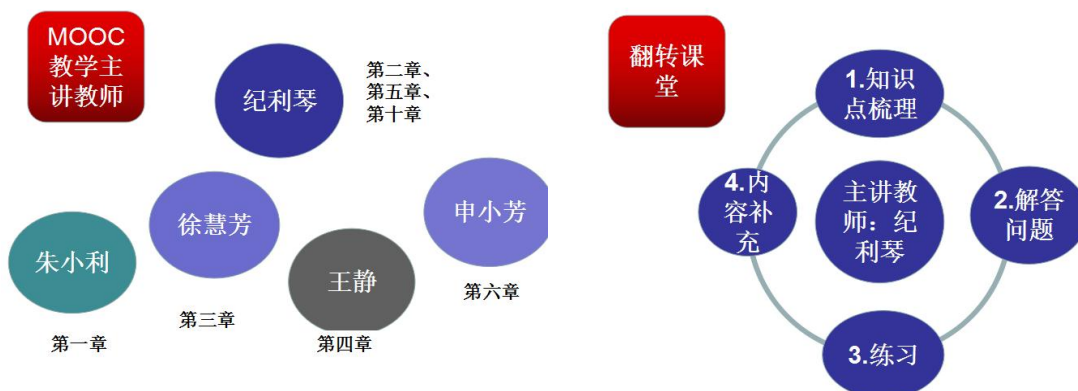 MOOC
教学主
讲教师
纪利琴
第二章、
第五章、
第十章
朱小利
第一章
徐慧芳
第三章
王静
第四章
申小芳
第六章
翻转课
堂
1.知识
点梳理
2.解答
问题
3.练习
4.内
容补
充
主讲教
师：纪
利琴